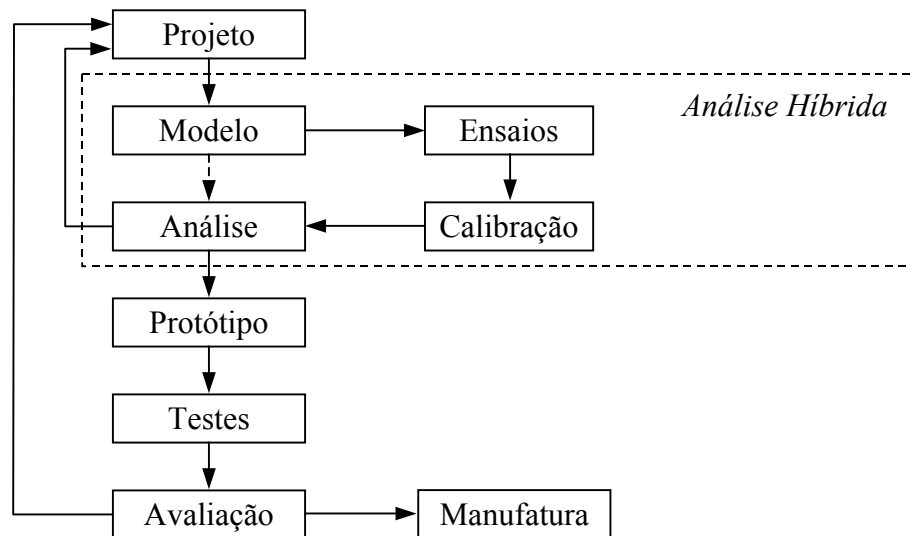 Projeto
Análise Híbrida
Modelo
Ensaios
Análise
Calibração
Protótipo
Testes
Avaliação
Manufatura